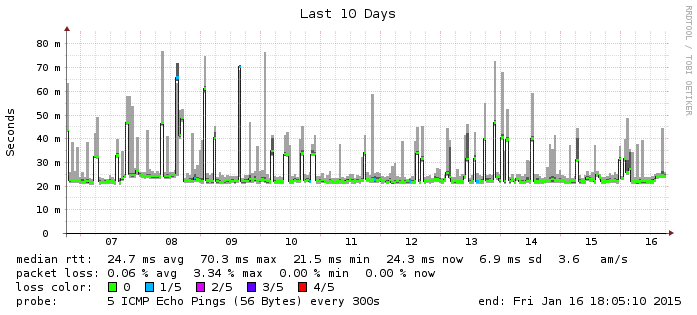 Last 10 Days
RRDTOOL / TOBI OETIKER
Seconds
80 m
70 m
60 m
50 m
40 m
30 m
20 m
10 m
0
07 08 09 10 11 12 13 14 15 16
median rtt: 24.7 ms avg 70.3 ms max 21.5 ms min 24.3 ms now 6.9 ms sd 3.6 am/s
packet loss: 0.06 % avg 3.34 % max 0.00 % min 0.00 % now
loss color: 0 1/5 2/5 3/5 4/5
probe: 5 ICMP Echo Pings (56 Bytes) every 300s end: Fri Jan 16 18:05:10 2015